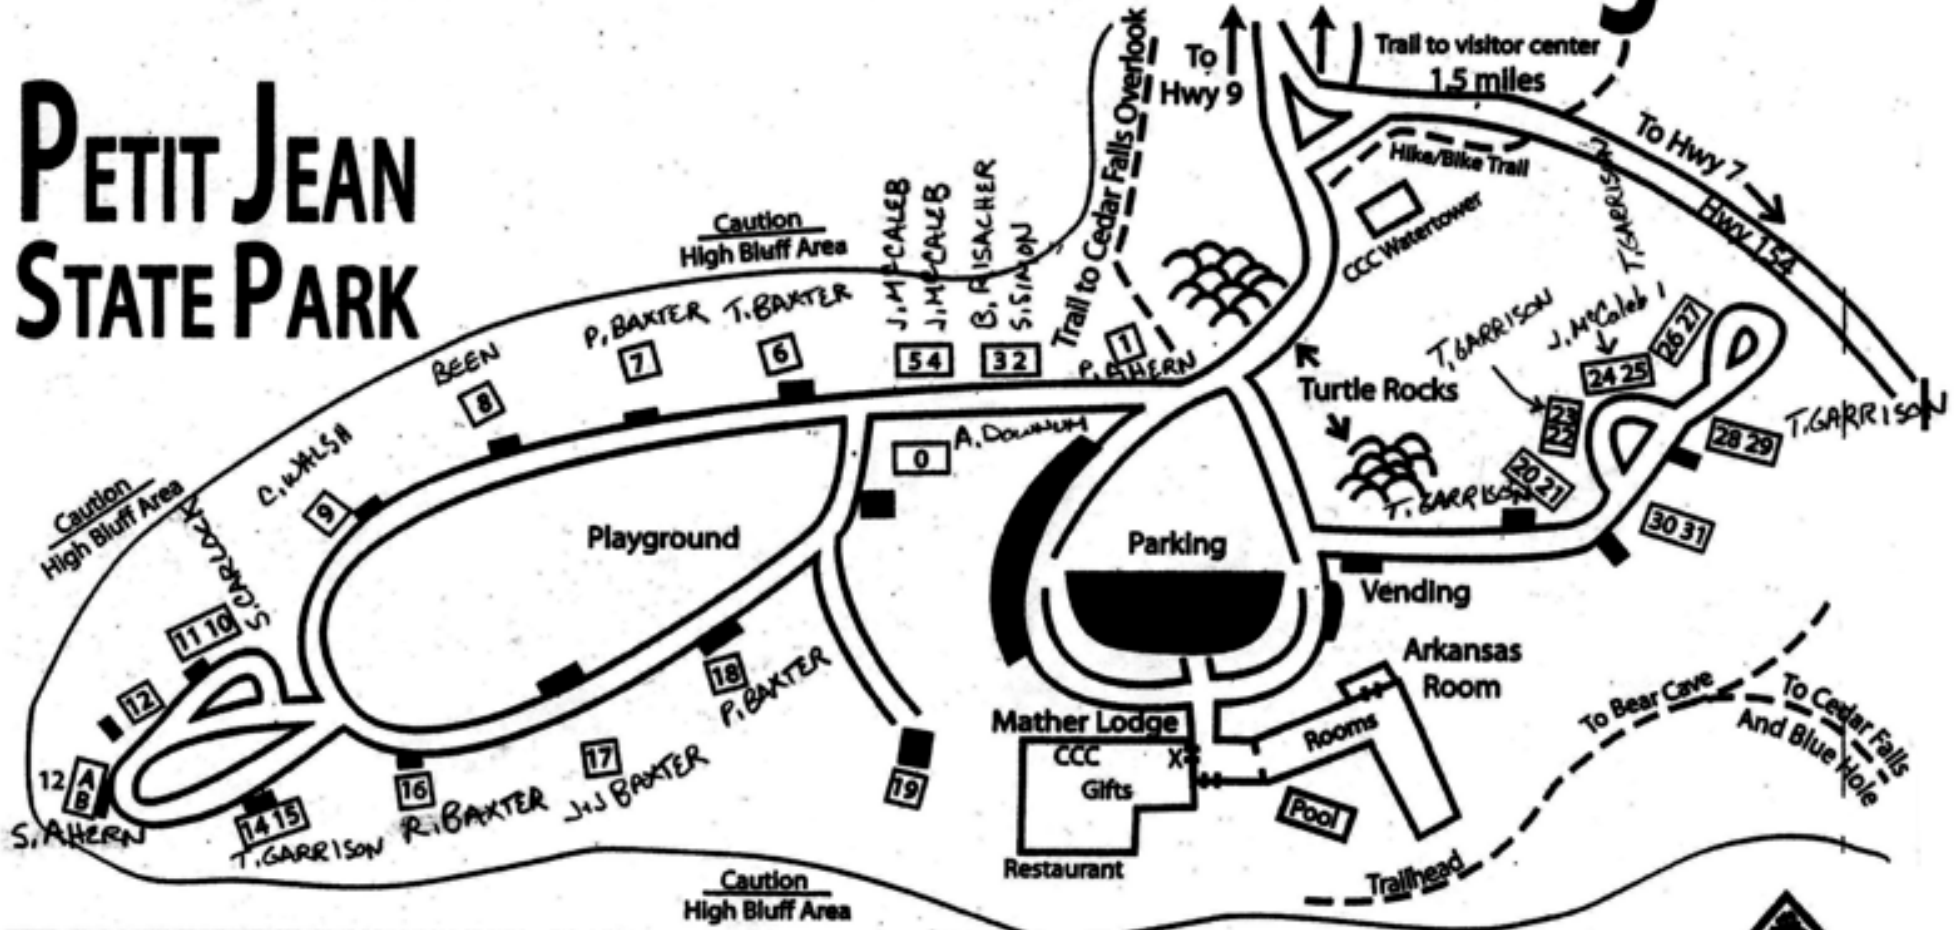 PETIT JEAN
STATE PARK
Trail to visitor center
1.5 miles
To
Hwy 9
Trail to Cedar Falls Overlook
Hike/Bike Trail
To Hwy 7
Hwy 154
CCC Watertower
Caution
High Bluff Area
J. McCALEB
J. McCALEB
B. RISACHER
S. SIMON
5 4
3 2
1
P. AHERN
T. BAXTER
6
P. BAXTER
7
BEEN
8
C. WALSH
9
Caution
High Bluff Area
S. CARLOCK
11 10
12
12 A
B
S. AHERN
14 15
T. GARRISON
16
R. BAXTER
17
J+J BAXTER
18
P. BAXTER
19
0
A. DOWNUM
Playground
Parking
Turtle Rocks
T. GARRISON
T. GARRISON
J. McCaleb
26 27
24 25
23
22
20 21
T. GARRISON
28 29
T. GARRISON
30 31
Vending
Arkansas
Room
Mather Lodge
CCC
X
Gifts
Restaurant
Rooms
Pool
To Bear Cave
To Cedar Falls
And Blue Hole
Trailhead
Caution
High Bluff Area